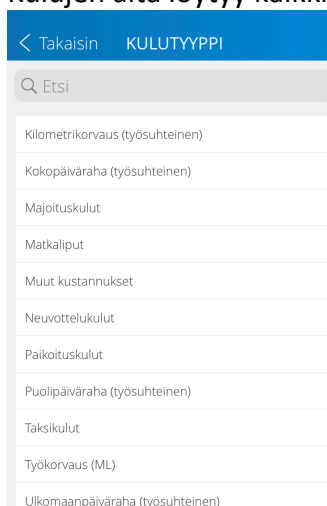 Kulujen alta löytyy kaikki
Takaisin KULUTYYPPI
Etsi
Kilometrikorvaus (työsuhteinen)
Kokopäiväraha (työsuhteinen)
Majoituskulut
Matkaliput
Muut kustannukset
Neuvottelukulut
Paikoituskulut
Puolipäiväraha (työsuhteinen)
Taksikulut
Työkorvaus (ML)
Ulkomaanpäiväraha (työsuhteinen)